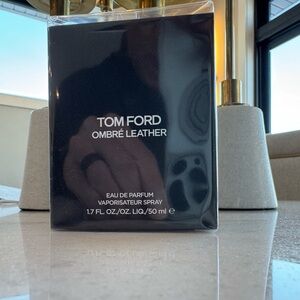 TOM FORD
OMBRÉ LEATHER
EAU DE PARFUM
VAPORISATEUR SPRAY
1.7 FL. OZ./OZ. LIQ./50 ml ℮